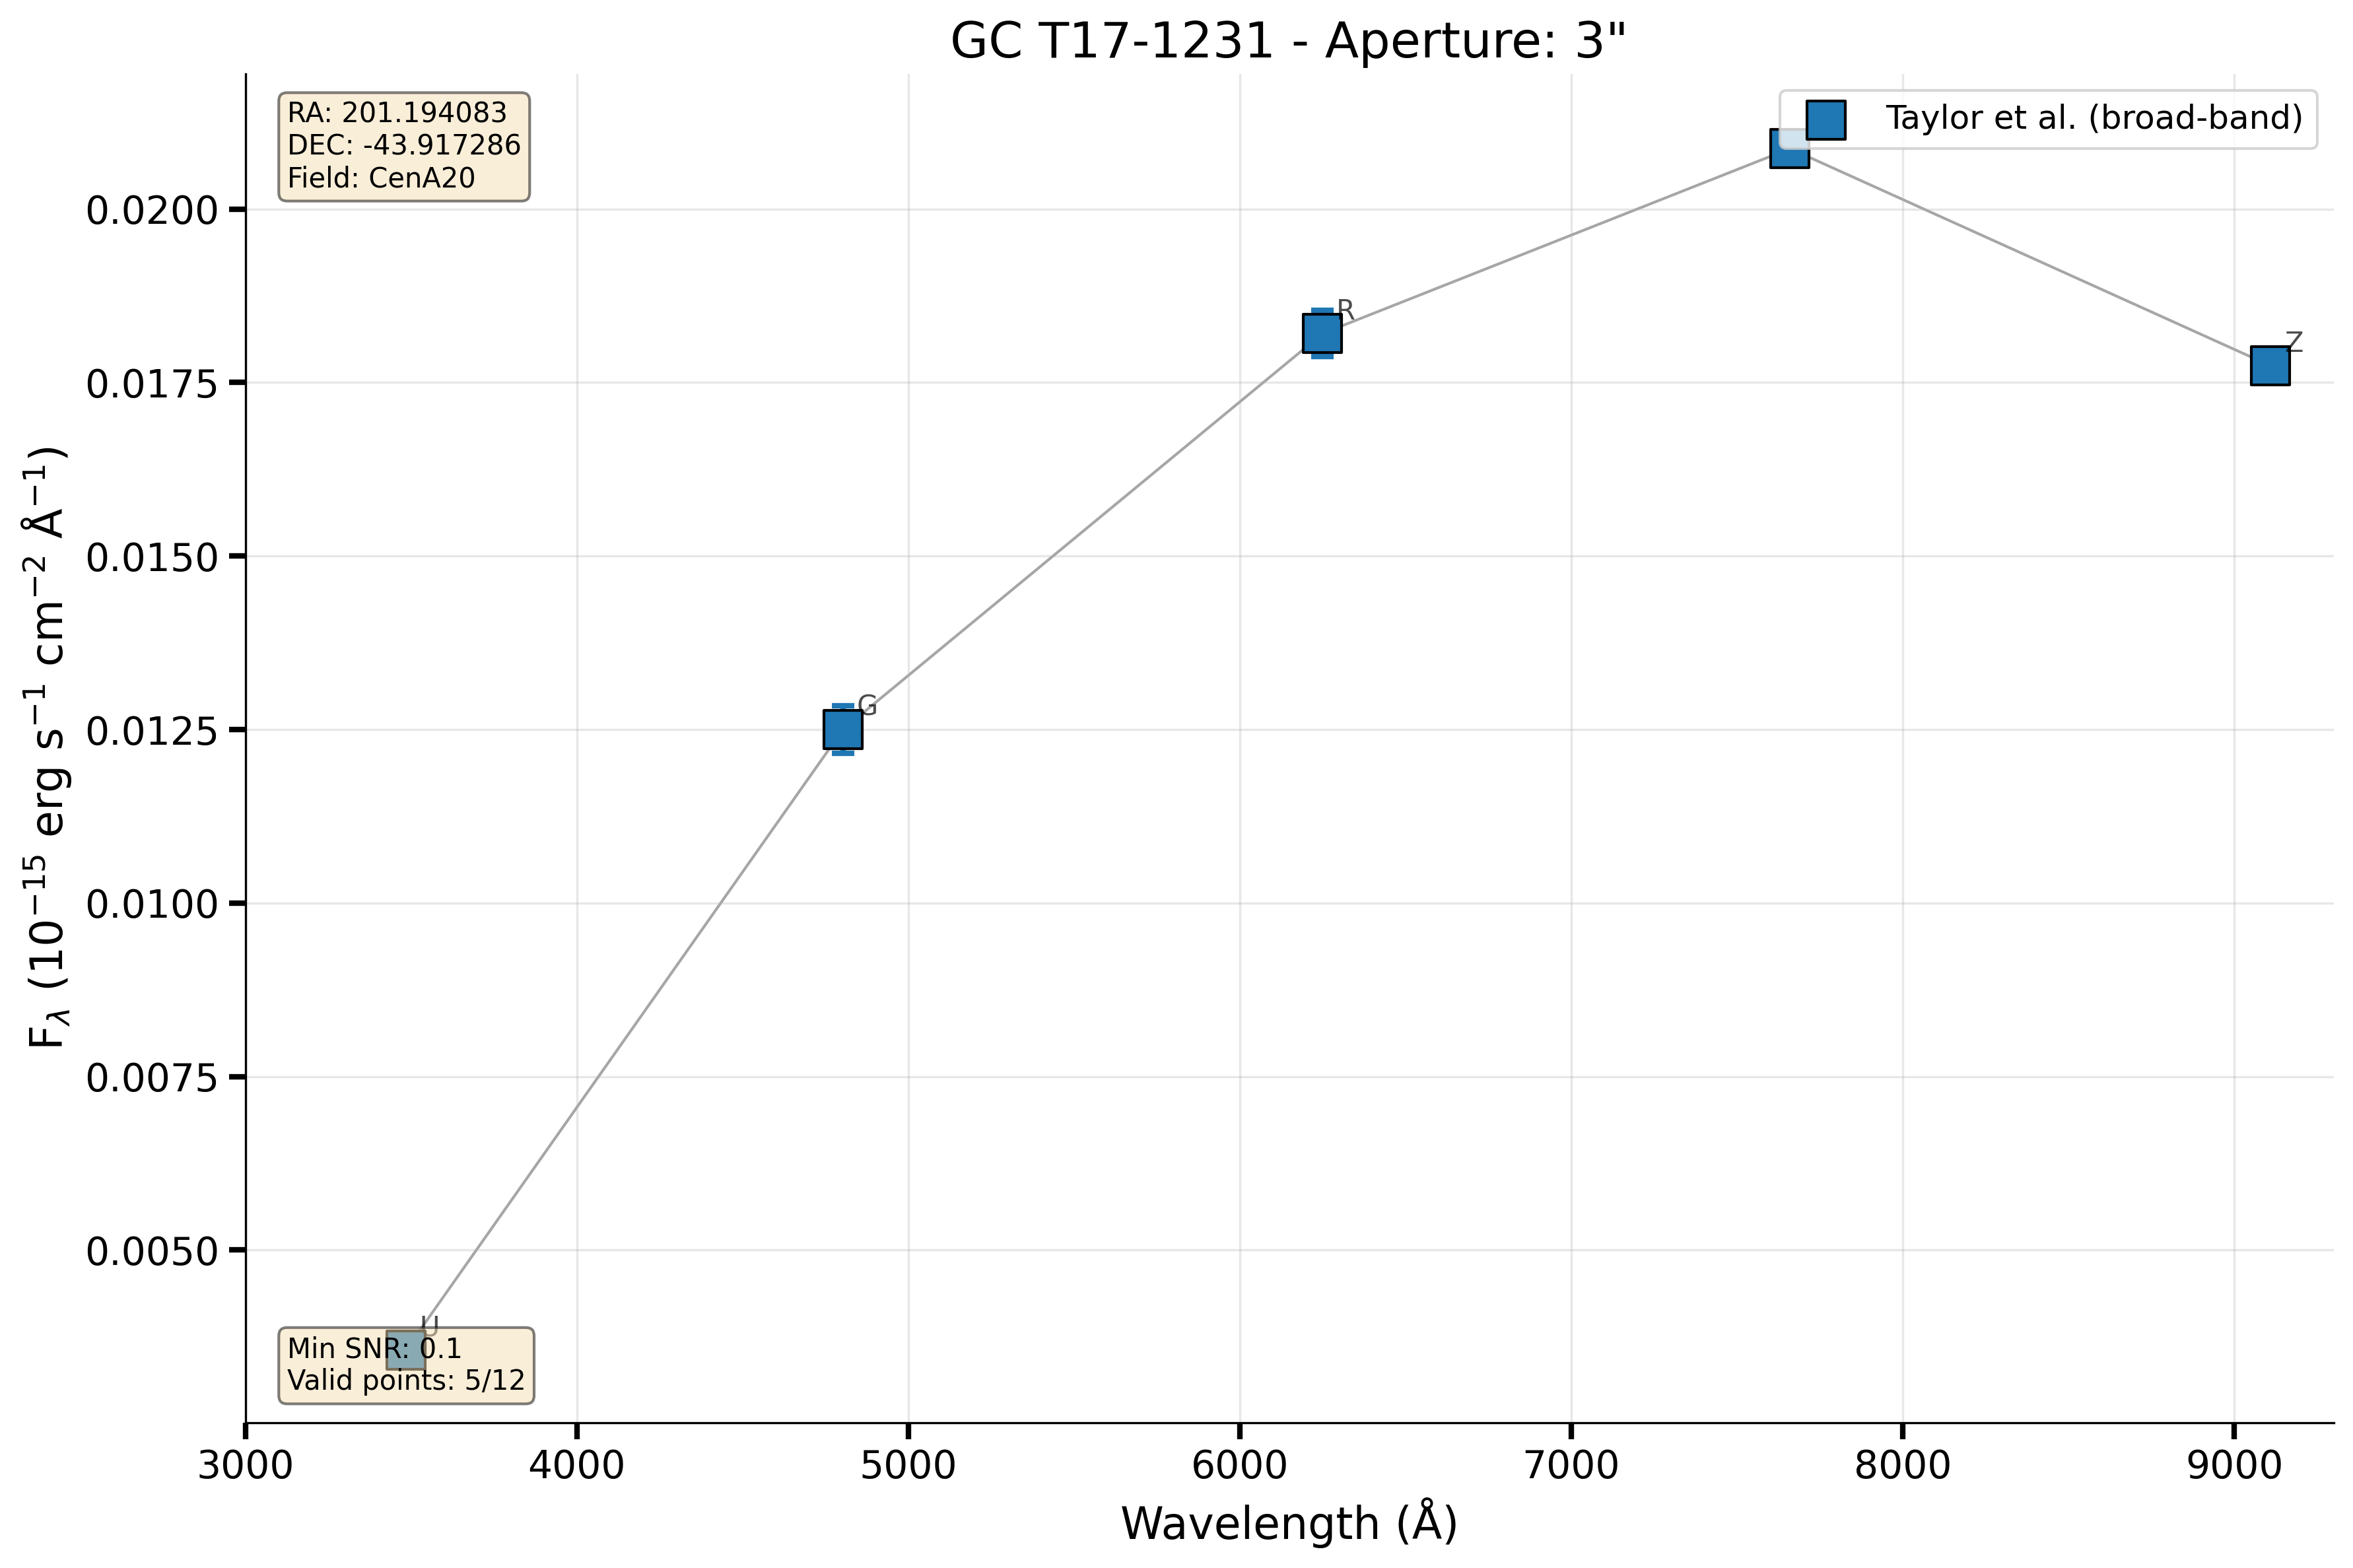 GC T17-1231 - Aperture: 3"
RA: 201.194083
DEC: -43.917286
Field: CenA20
Taylor et al. (broad-band)
0.0200
0.0175
0.0150
0.0125
0.0100
0.0075
0.0050
F_λ (10⁻¹⁵ erg s⁻¹ cm⁻² Å⁻¹)
R
Z
G
U
Min SNR: 0.1
Valid points: 5/12
3000 4000 5000 6000 7000 8000 9000
Wavelength (Å)